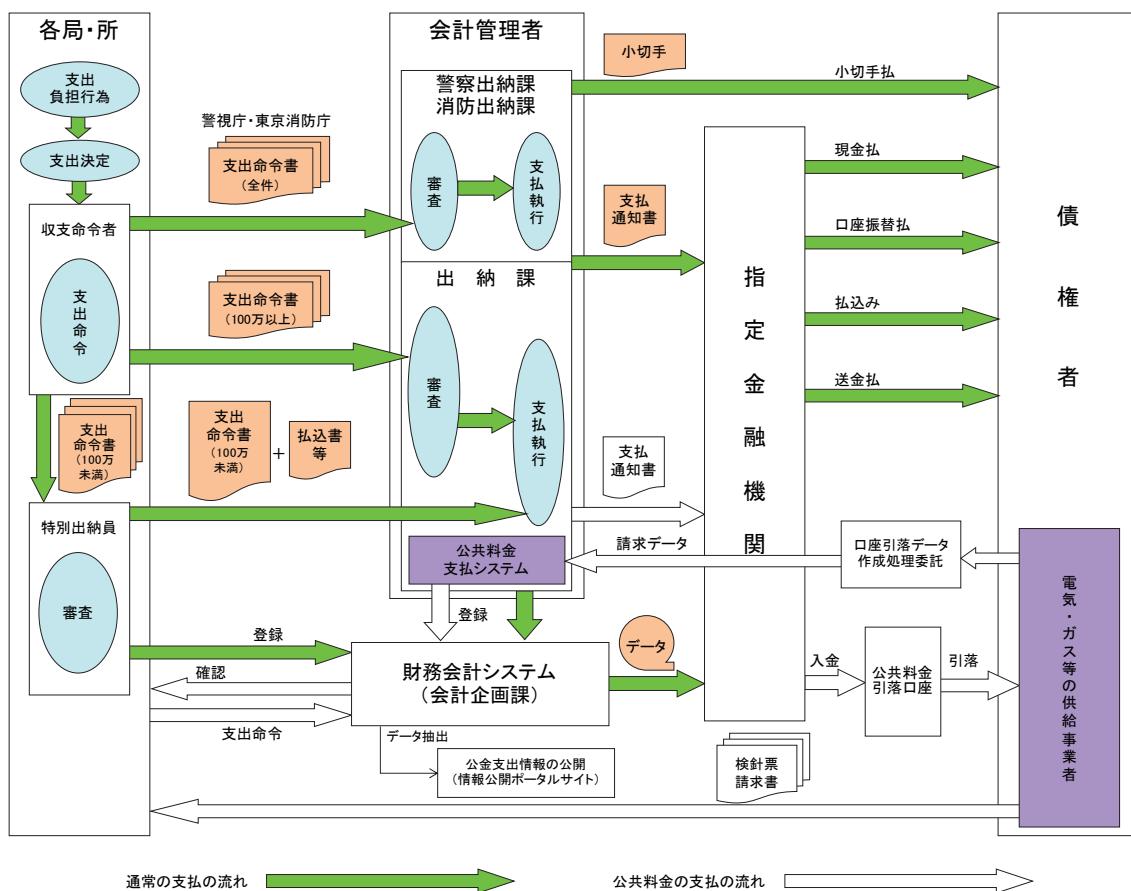 各局・所
支出
負担行為
支出決定
収支命令者
支
出
命
令
支出
命令書
(100万
未満)
特別出納員
審査
警視庁・東京消防庁
支出命令書
(全件)
支出命令書
(100万以上)
支出
命令書
(100万
未満)
+
払込書
等
会計管理者
警察出納課
消防出納課
審
査
支
払
執
行
出 納 課
審
査
支
払
執
行
公共料金
支払システム
小切手
小切手払
支払
通知書
支払
通知書
請求データ
指
定
金
融
機
関
現金払
口座振替払
払込み
送金払
債
権
者
口座引落データ
作成処理委託
電
気
・
ガ
ス
等
の
供
給
事
業
者
登録
登録
確認
支出命令
財務会計システム
(会計企画課)
データ
入金
公共料金
引落口座
引落
データ抽出
公金支出情報の公開
(情報公開ポータルサイト)
検針票
請求書
通常の支払の流れ
公共料金の支払の流れ